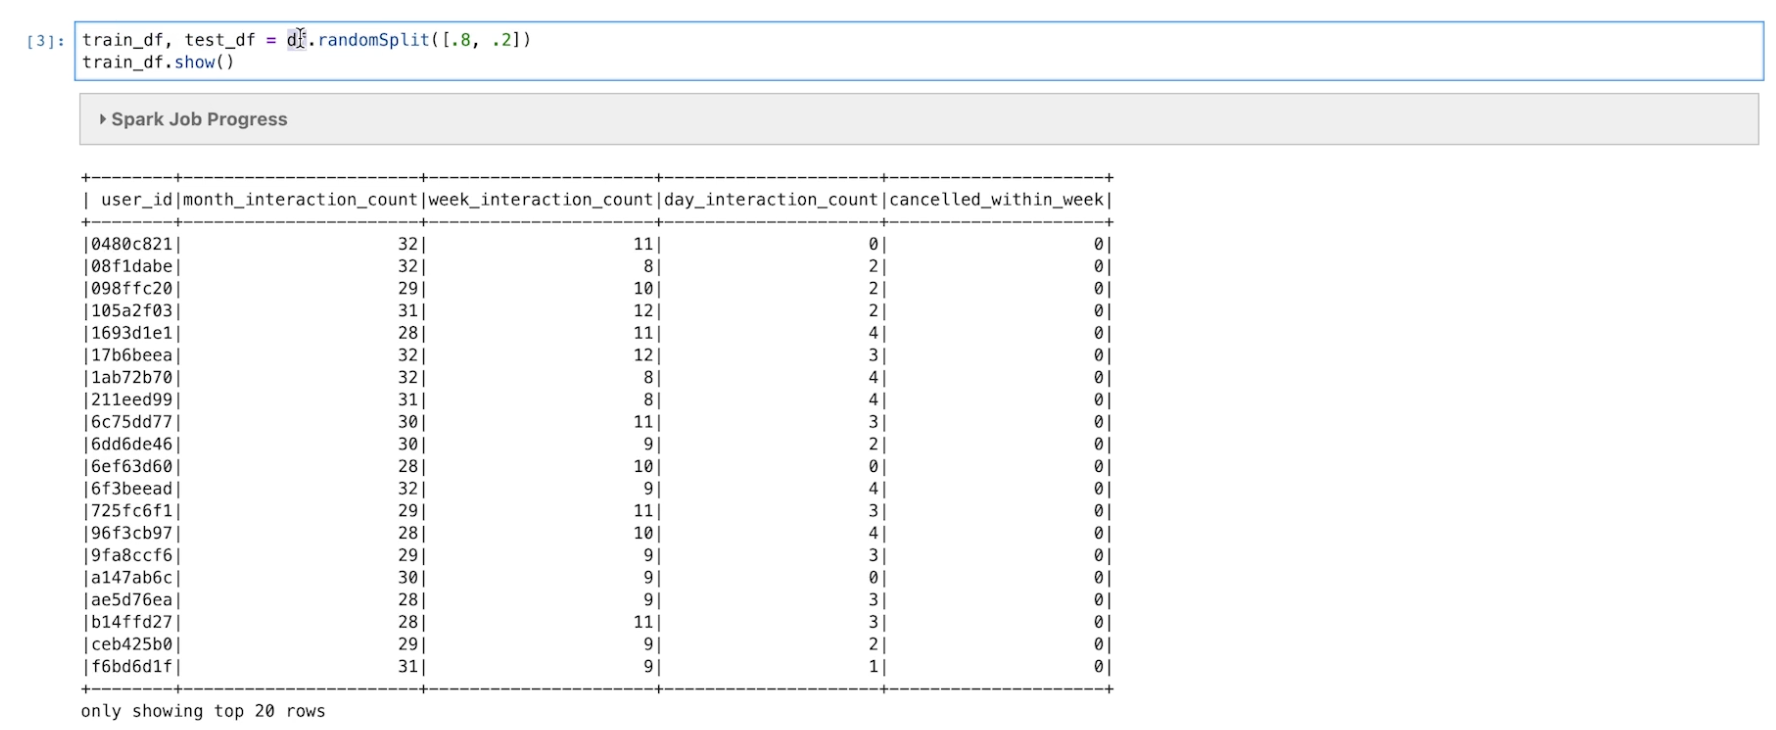 [3]: train_df, test_df = df.randomSplit([.8, .2])
train_df.show()
Spark Job Progress
+--------+-----------------------+----------------------+---------------------+---------------------+
| user_id|month_interaction_count|week_interaction_count|day_interaction_count|cancelled_within_week|
+--------+-----------------------+----------------------+---------------------+---------------------+
|0480c821|                     32|                    11|                    0|                    0|
|08f1dabe|                     32|                     8|                    2|                    0|
|098ffc20|                     29|                    10|                    2|                    0|
|105a2f03|                     31|                    12|                    2|                    0|
|1693d1e1|                     28|                    11|                    4|                    0|
|17b6beea|                     32|                    12|                    3|                    0|
|1ab72b70|                     32|                     8|                    4|                    0|
|211eed99|                     31|                     8|                    4|                    0|
|6c75dd77|                     30|                    11|                    3|                    0|
|6dd6de46|                     30|                     9|                    2|                    0|
|6ef63d60|                     28|                    10|                    0|                    0|
|6f3beead|                     32|                     9|                    4|                    0|
|725fc6f1|                     29|                    11|                    3|                    0|
|96f3cb97|                     28|                    10|                    4|                    0|
|9fa8ccf6|                     29|                     9|                    3|                    0|
|a147ab6c|                     30|                     9|                    0|                    0|
|ae5d76ea|                     28|                     9|                    3|                    0|
|b14ffd27|                     28|                    11|                    3|                    0|
|ceb425b0|                     29|                     9|                    2|                    0|
|f6bd6d1f|                     31|                     9|                    1|                    0|
+--------+-----------------------+----------------------+---------------------+---------------------+
only showing top 20 rows